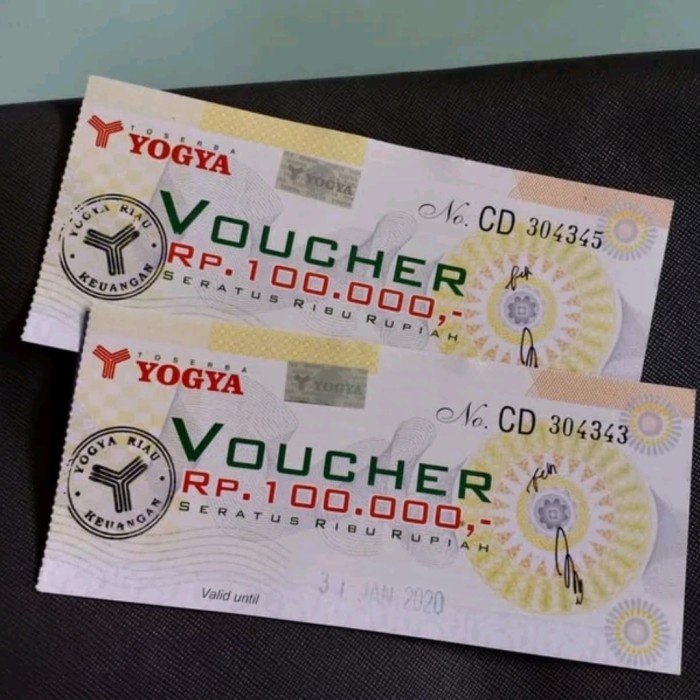 TOSERBA
YOGYA
YOGYA
No. CD 304345
YOGYA RIAU
KEUANGAN
VOUCHER
RP.100.000,-
SERATUS RIBU RUPIAH
TOSERBA
YOGYA
YOGYA
No. CD 304343
YOGYA RIAU
KEUANGAN
VOUCHER
RP.100.000,-
SERATUS RIBU RUPIAH
Valid until 31 JAN 2020